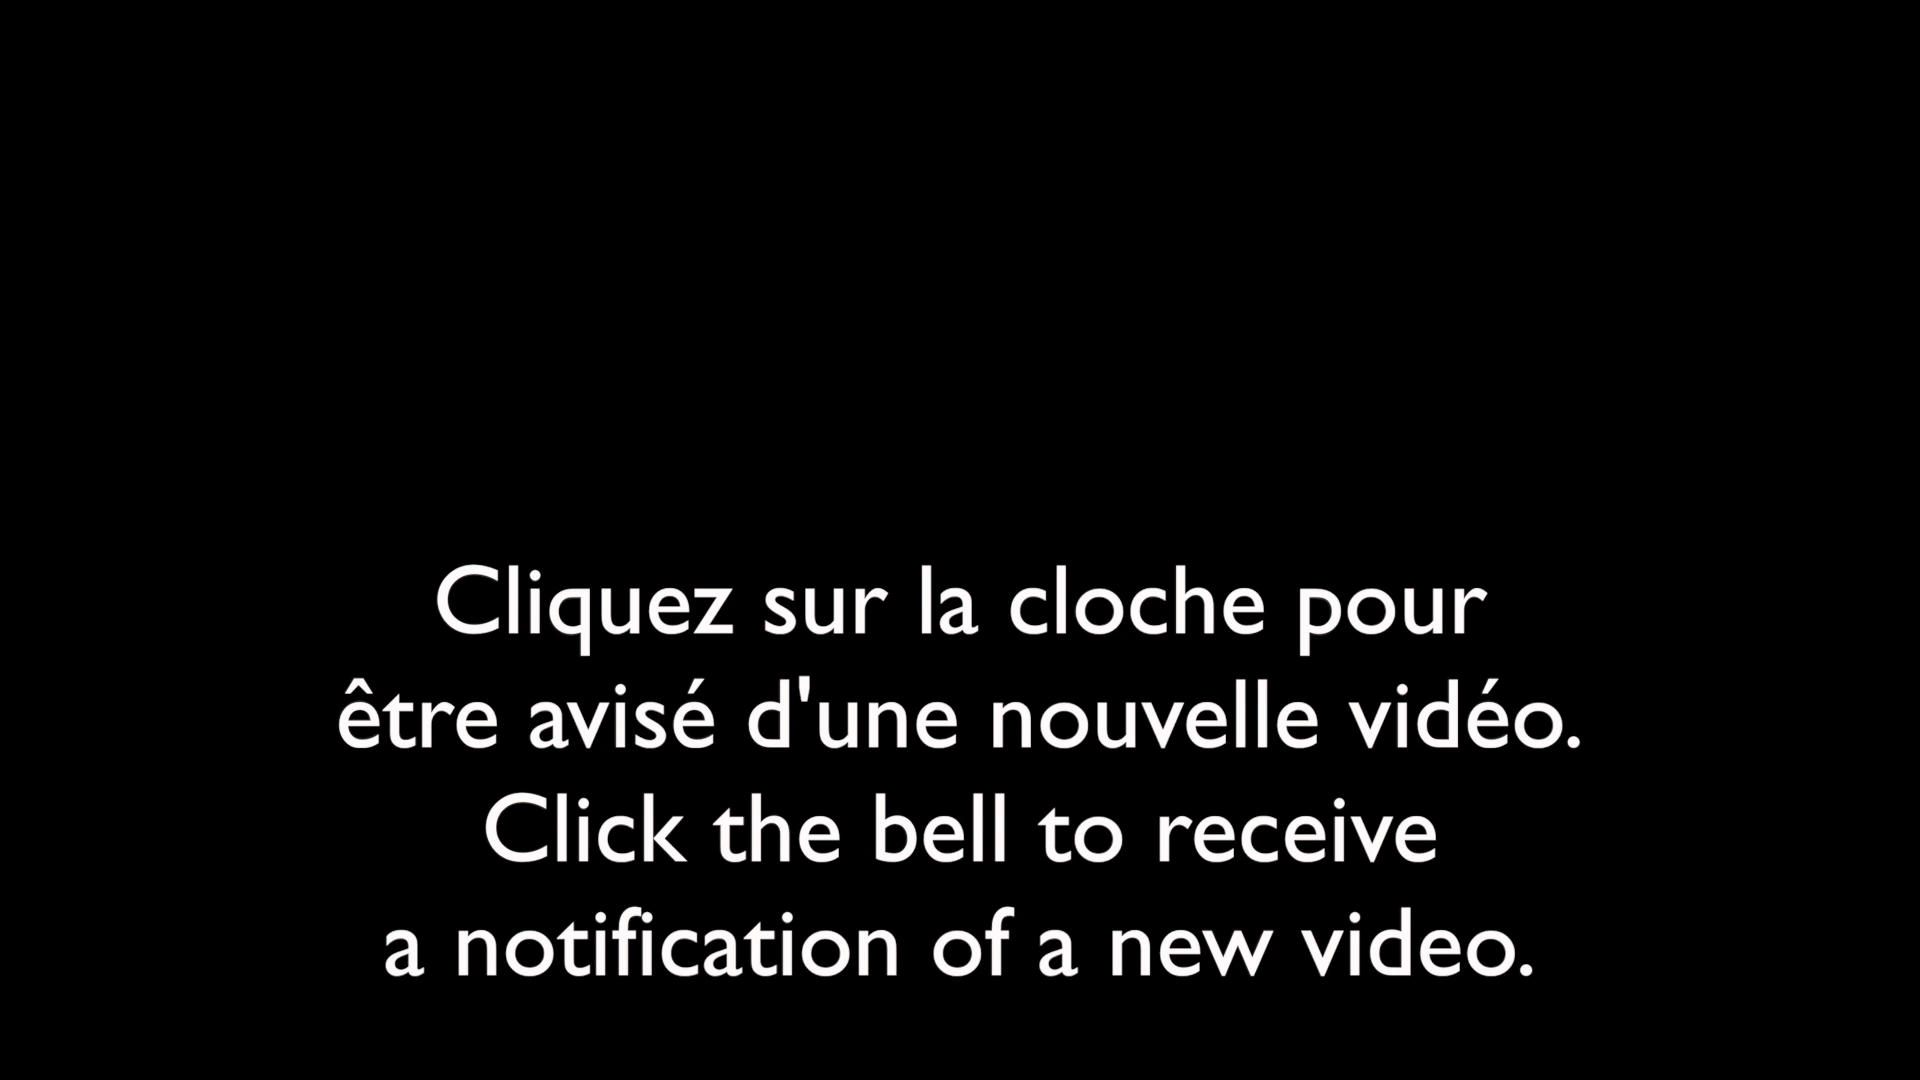 Cliquez sur la cloche pour
être avisé d'une nouvelle vidéo.
Click the bell to receive
a notification of a new video.